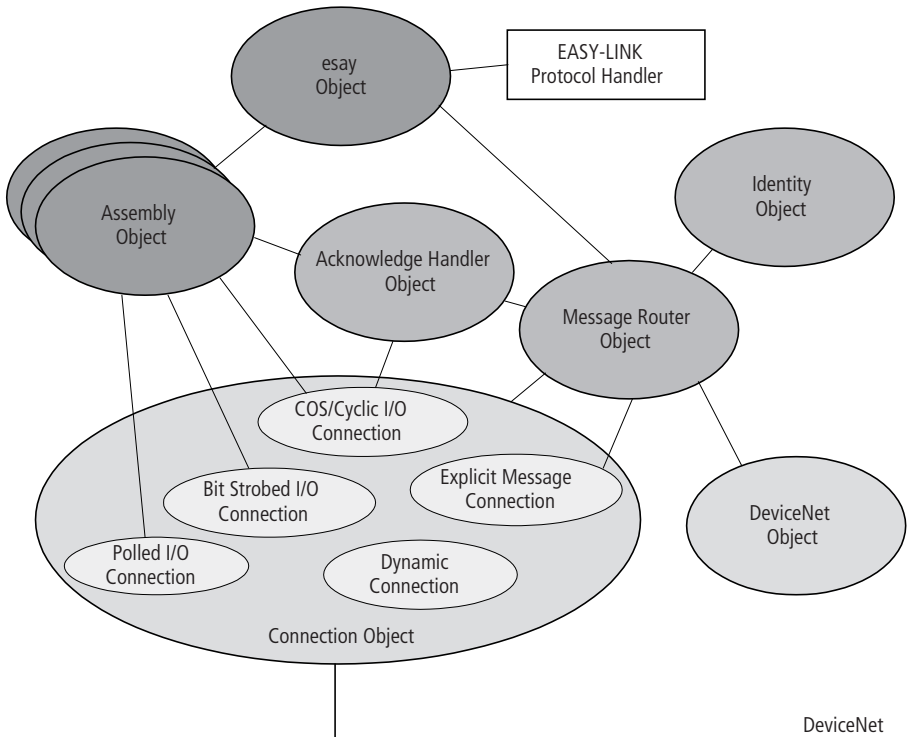 esay
Object
EASY-LINK
Protocol Handler
Assembly
Object
Identity
Object
Acknowledge Handler
Object
Message Router
Object
COS/Cyclic I/O
Connection
Bit Strobed I/O
Connection
Explicit Message
Connection
Polled I/O
Connection
Dynamic
Connection
DeviceNet
Object
Connection Object
DeviceNet